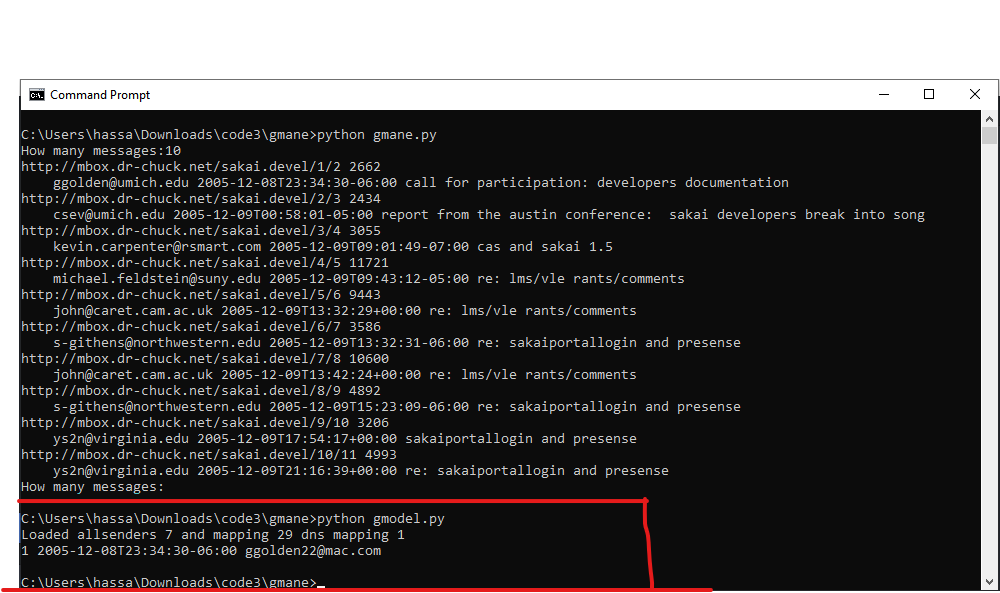 Command Prompt
C:\Users\hassa\Downloads\code3\gmane>python gmane.py
How many messages:10
http://mbox.dr-chuck.net/sakai.devel/1/2 2662
    ggolden@umich.edu 2005-12-08T23:34:30-06:00 call for participation: developers documentation
http://mbox.dr-chuck.net/sakai.devel/2/3 2434
    csev@umich.edu 2005-12-09T00:58:01-05:00 report from the austin conference:  sakai developers break into song
http://mbox.dr-chuck.net/sakai.devel/3/4 3055
    kevin.carpenter@rsmart.com 2005-12-09T09:01:49-07:00 cas and sakai 1.5
http://mbox.dr-chuck.net/sakai.devel/4/5 11721
    michael.feldstein@suny.edu 2005-12-09T09:43:12-05:00 re: lms/vle rants/comments
http://mbox.dr-chuck.net/sakai.devel/5/6 9443
    john@caret.cam.ac.uk 2005-12-09T13:32:29+00:00 re: lms/vle rants/comments
http://mbox.dr-chuck.net/sakai.devel/6/7 3586
    s-githens@northwestern.edu 2005-12-09T13:32:31-06:00 re: sakaiportallogin and presense
http://mbox.dr-chuck.net/sakai.devel/7/8 10600
    john@caret.cam.ac.uk 2005-12-09T13:42:24+00:00 re: lms/vle rants/comments
http://mbox.dr-chuck.net/sakai.devel/8/9 4892
    s-githens@northwestern.edu 2005-12-09T15:23:09-06:00 re: sakaiportallogin and presense
http://mbox.dr-chuck.net/sakai.devel/9/10 3206
    ys2n@virginia.edu 2005-12-09T17:54:17+00:00 sakaiportallogin and presense
http://mbox.dr-chuck.net/sakai.devel/10/11 4993
    ys2n@virginia.edu 2005-12-09T21:16:39+00:00 re: sakaiportallogin and presense
How many messages:
C:\Users\hassa\Downloads\code3\gmane>python gmodel.py
Loaded allsenders 7 and mapping 29 dns mapping 1
1 2005-12-08T23:34:30-06:00 ggolden22@mac.com
C:\Users\hassa\Downloads\code3\gmane>_